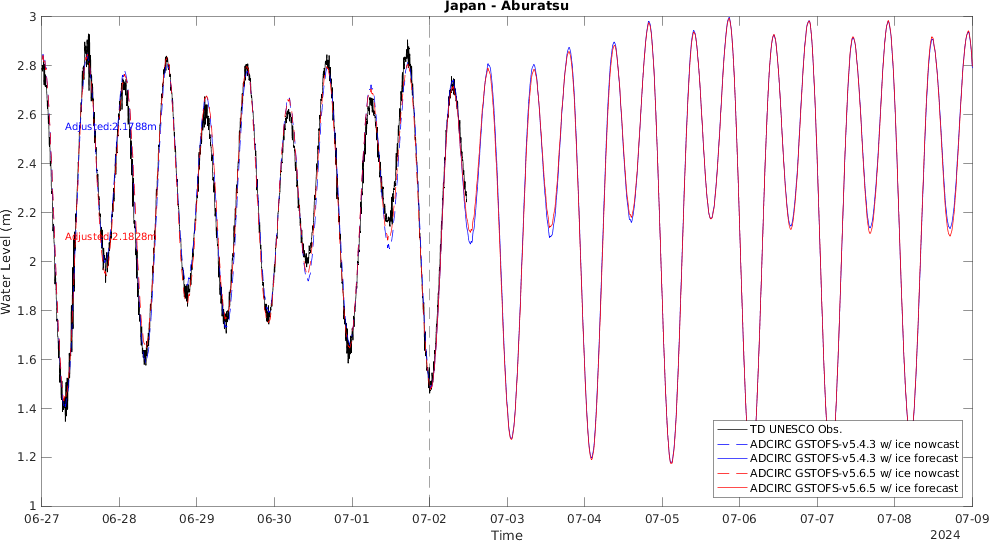 Japan - Aburatsu
Water Level (m)
3
2.8
2.6
2.4
2.2
2
1.8
1.6
1.4
1.2
1
Adjusted:2.1788m
Adjusted:2.1828m
TD UNESCO Obs.
ADCIRC GSTOFS-v5.4.3 w/ ice nowcast
ADCIRC GSTOFS-v5.4.3 w/ ice forecast
ADCIRC GSTOFS-v5.6.5 w/ ice nowcast
ADCIRC GSTOFS-v5.6.5 w/ ice forecast
06-27 06-28 06-29 06-30 07-01 07-02 07-03 07-04 07-05 07-06 07-07 07-08 07-09
Time
2024